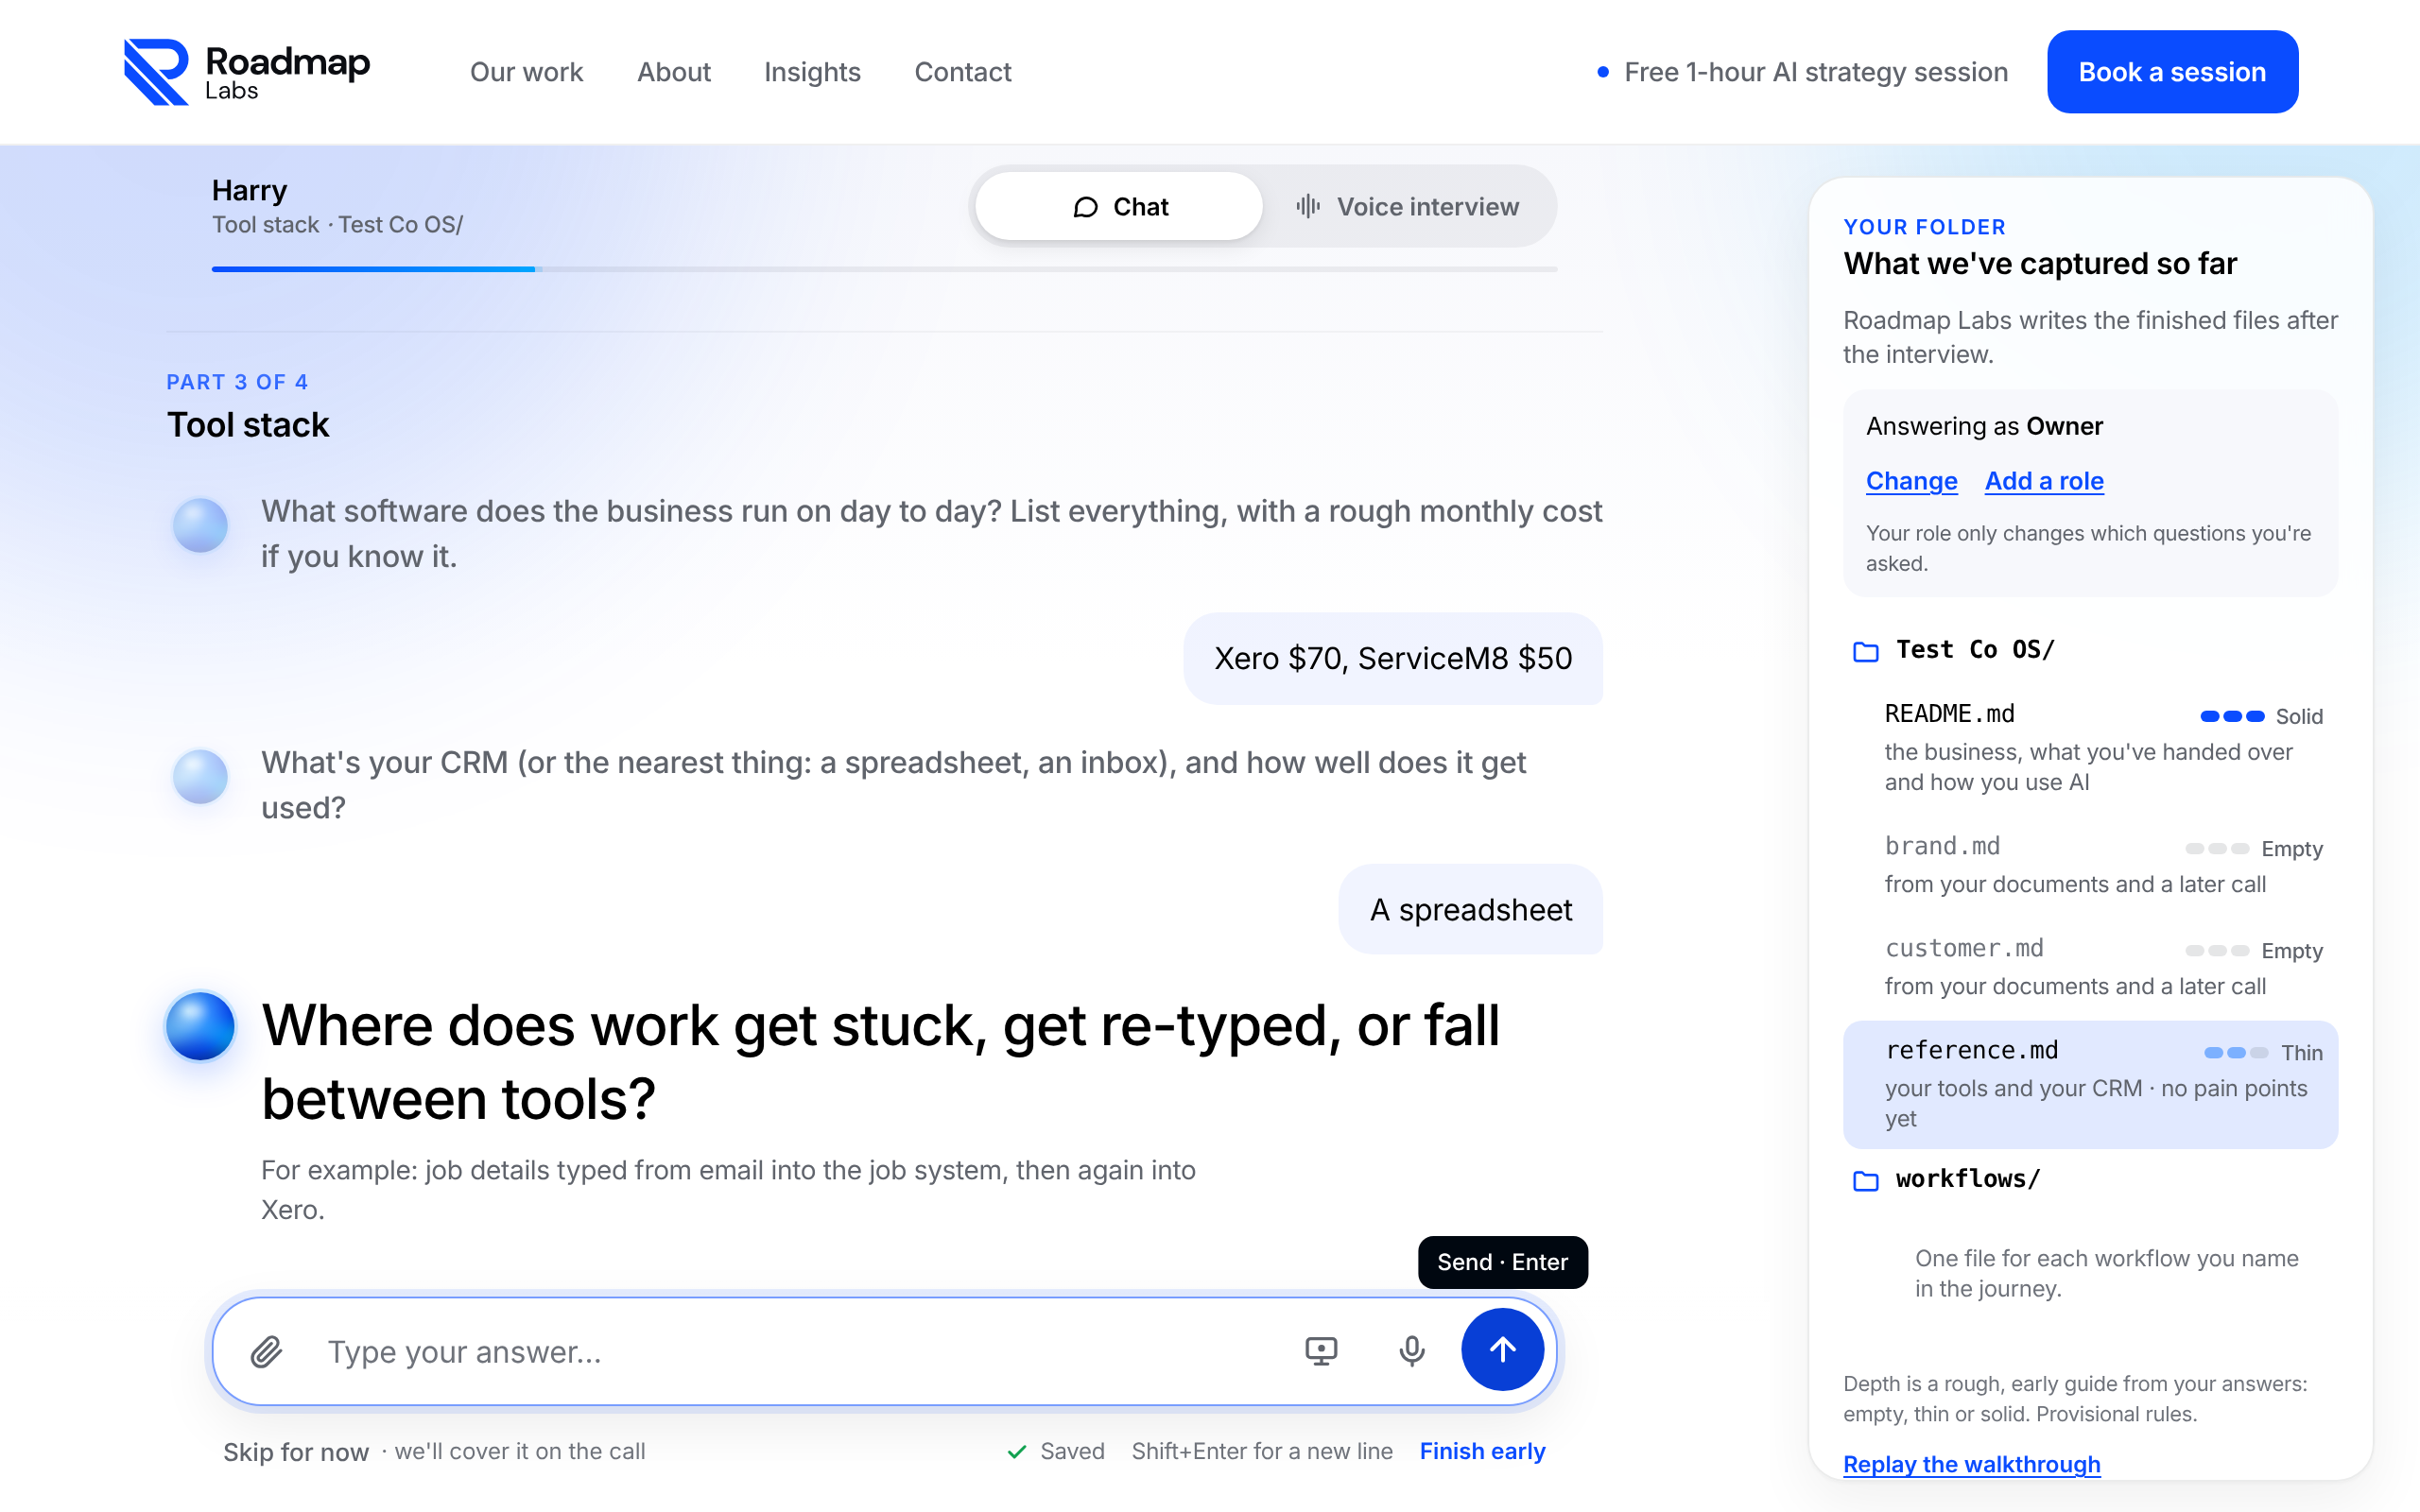 Roadmap
Labs
Our work
About
Insights
Contact
Free 1-hour AI strategy session
Book a session
Harry
Tool stack · Test Co OS/
Chat
Voice interview
PART 3 OF 4
Tool stack
What software does the business run on day to day? List everything, with a rough monthly cost
if you know it.
Xero $70, ServiceM8 $50
What's your CRM (or the nearest thing: a spreadsheet, an inbox), and how well does it get
used?
A spreadsheet
Where does work get stuck, get re-typed, or fall
between tools?
For example: job details typed from email into the job system, then again into
Xero.
Send · Enter
Type your answer...
Skip for now · we'll cover it on the call
Saved
Shift+Enter for a new line
Finish early
YOUR FOLDER
What we've captured so far
Roadmap Labs writes the finished files after
the interview.
Answering as Owner
Change
Add a role
Your role only changes which questions you're
asked.
Test Co OS/
README.md
Solid
the business, what you've handed over
and how you use AI
brand.md
Empty
from your documents and a later call
customer.md
Empty
from your documents and a later call
reference.md
Thin
your tools and your CRM · no pain points
yet
workflows/
One file for each workflow you name
in the journey.
Depth is a rough, early guide from your answers:
empty, thin or solid. Provisional rules.
Replay the walkthrough